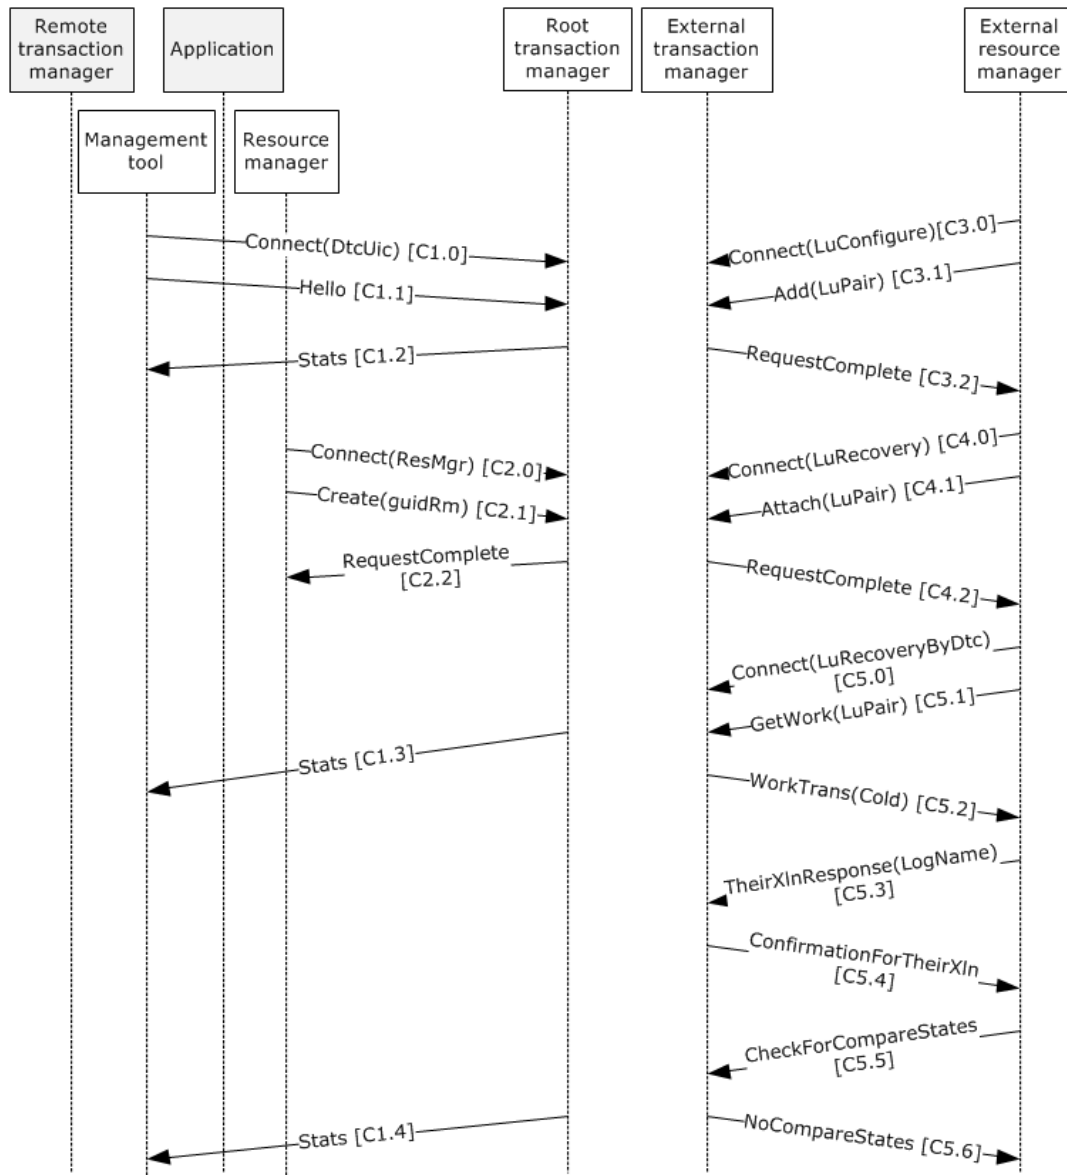 Remote
transaction
manager
Application
Root
transaction
manager
External
transaction
manager
External
resource
manager
Management
tool
Resource
manager
Connect(DtcUic) [C1.0]
Connect(LuConfigure)[C3.0]
Hello [C1.1]
Add(LuPair) [C3.1]
Stats [C1.2]
RequestComplete [C3.2]
Connect(ResMgr) [C2.0]
Connect(LuRecovery) [C4.0]
Create(guidRm) [C2.1]
Attach(LuPair) [C4.1]
RequestComplete
[C2.2]
RequestComplete [C4.2]
Connect(LuRecoveryByDtc)
[C5.0]
GetWork(LuPair) [C5.1]
Stats [C1.3]
WorkTrans(Cold) [C5.2]
TheirXlnResponse(LogName)
[C5.3]
ConfirmationForTheirXln
[C5.4]
CheckForCompareStates
[C5.5]
Stats [C1.4]
NoCompareStates [C5.6]